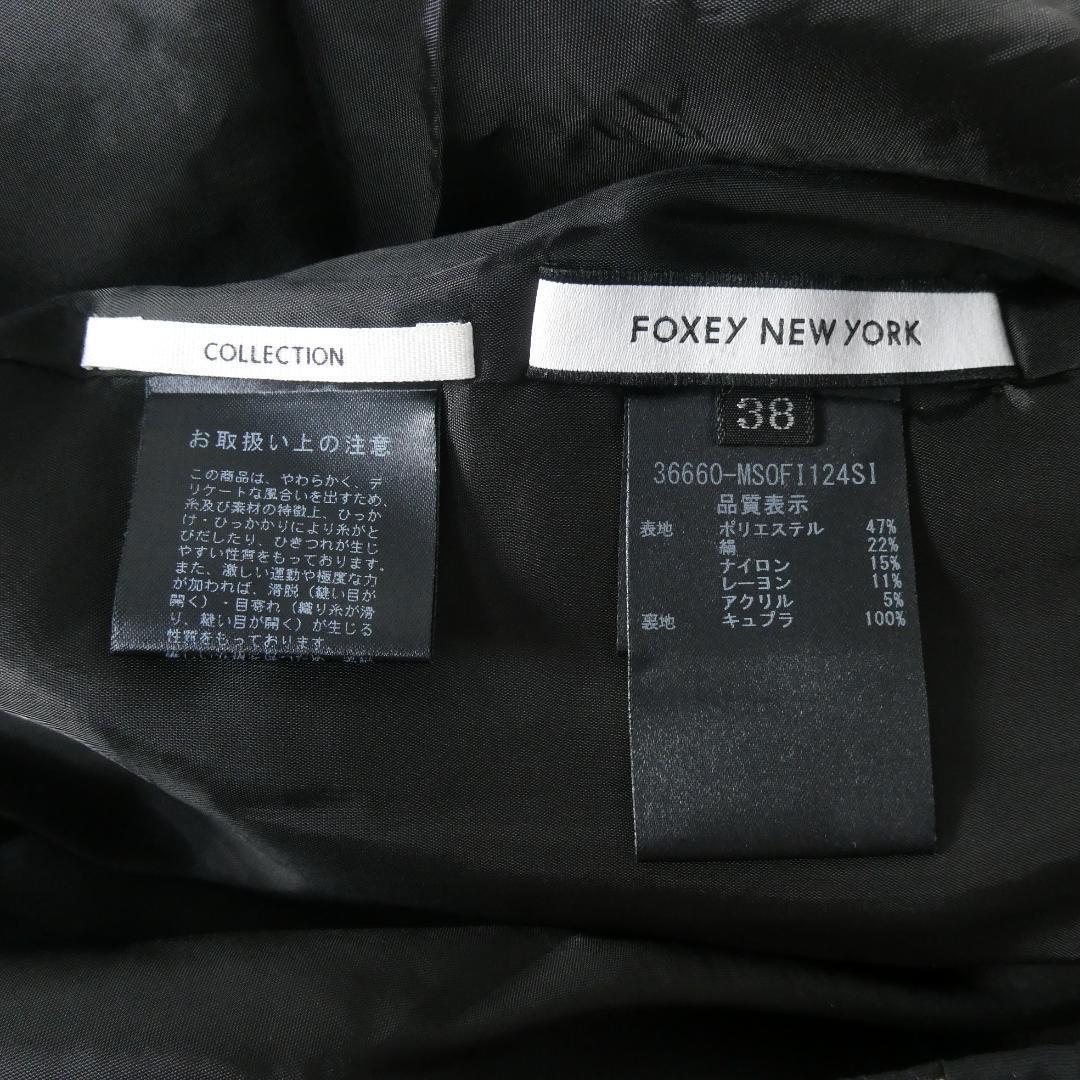 COLLECTION
お取扱い上の注意
この商品は、やわらかく、デ
リケートな風合いを出すため、
糸及び素材の特徴上、ひっか
け・ひっかかりにより糸がと
びだしたり、ひきつれが生じ
やすい性質をもっております。
また、激しい運動や極度な力
が加われば、滑脱（縫い目が
開く）・目寄れ（織り糸が滑
り、縫い目が開く）が生じる
性質をもっております。
FOXEY NEW YORK
38
36660-MSOFI124SI
品質表示
表地 ポリエステル 47%
絹 22%
ナイロン 15%
レーヨン 11%
アクリル 5%
裏地 キュプラ 100%